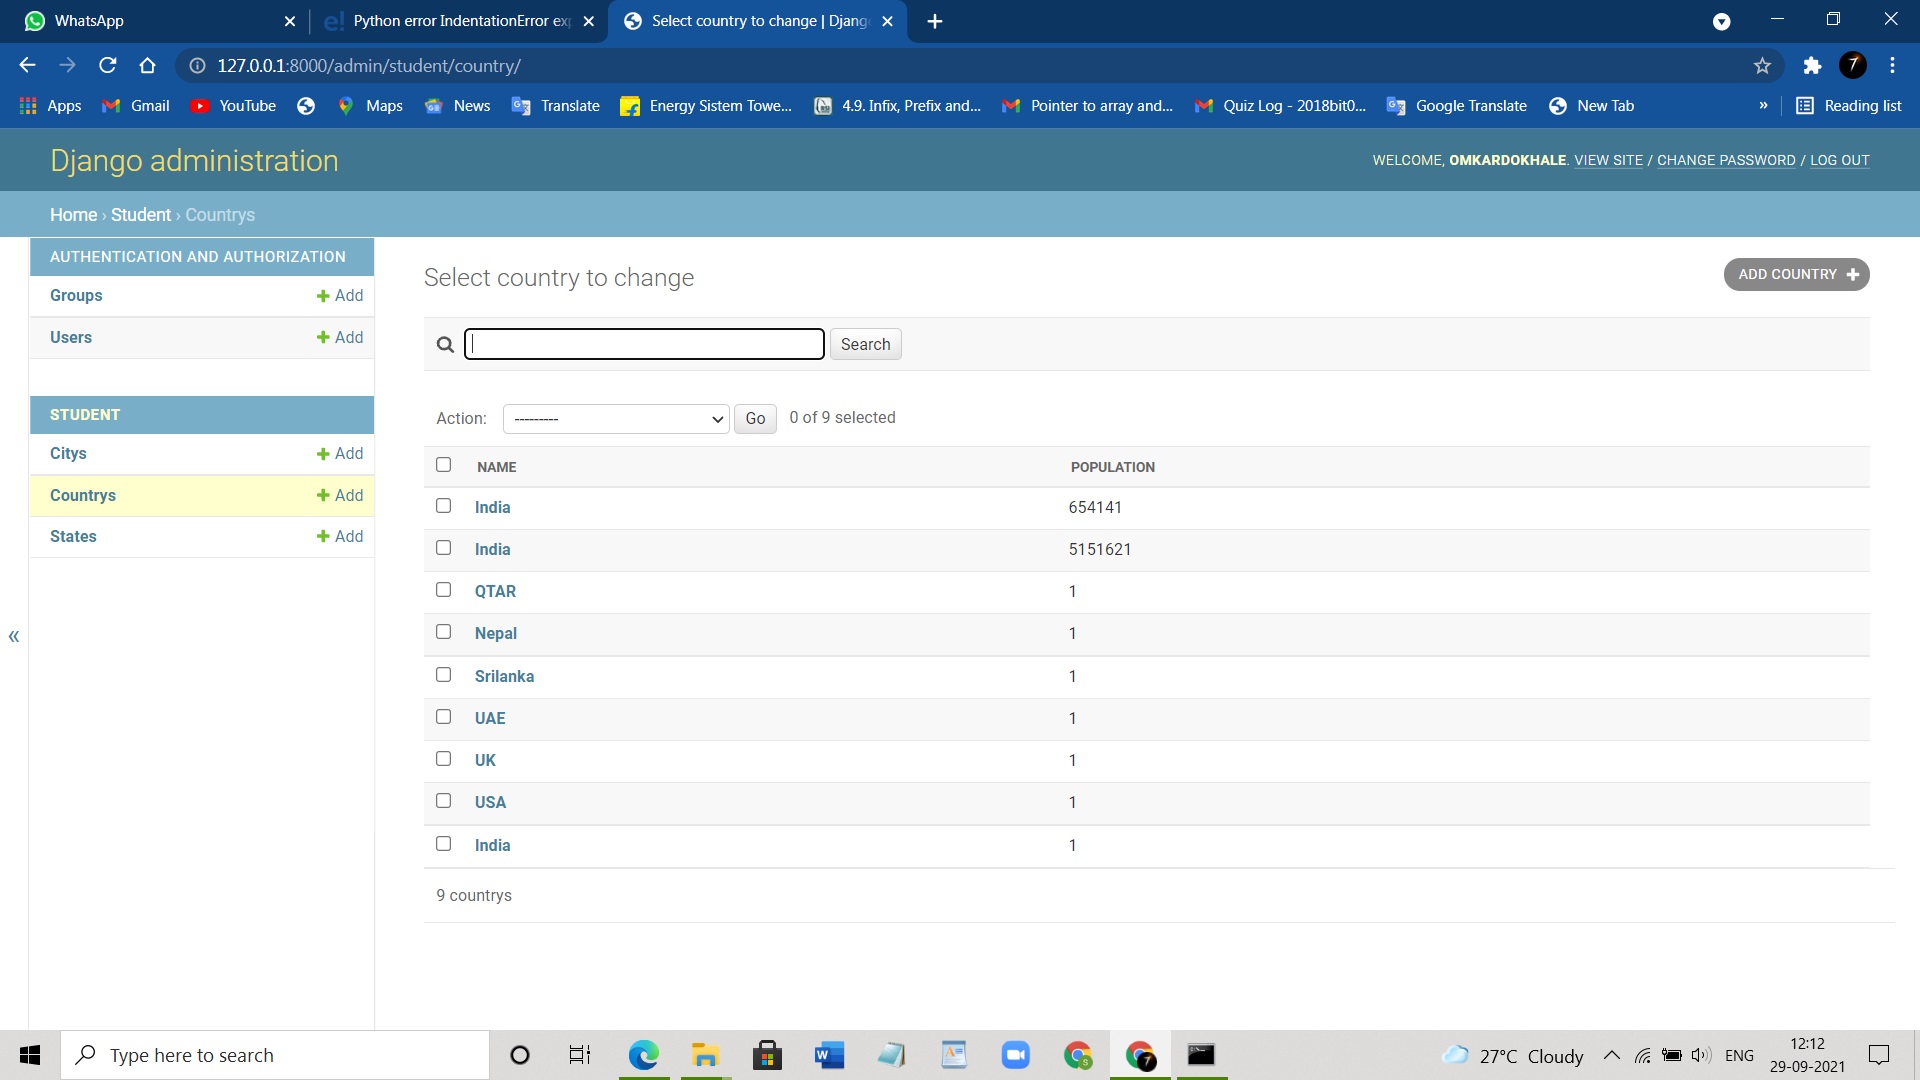 WhatsApp
Python error IndentationError exp
Select country to change | Django
127.0.0.1:8000/admin/student/country/
Apps Gmail YouTube Maps News Translate Energy Sistem Towe... 4.9. Infix, Prefix and... Pointer to array and... Quiz Log - 2018bit0... Google Translate New Tab » Reading list
Django administration
WELCOME, OMKARDOKHALE. VIEW SITE / CHANGE PASSWORD / LOG OUT
Home › Student › Countrys
AUTHENTICATION AND AUTHORIZATION
Groups + Add
Users + Add
STUDENT
Citys + Add
Countrys + Add
States + Add
«
Select country to change
ADD COUNTRY +
Search
Action: --------- Go 0 of 9 selected
NAME POPULATION
India 654141
India 5151621
QTAR 1
Nepal 1
Srilanka 1
UAE 1
UK 1
USA 1
India 1
9 countrys
Type here to search
27°C Cloudy
ENG
12:12
29-09-2021